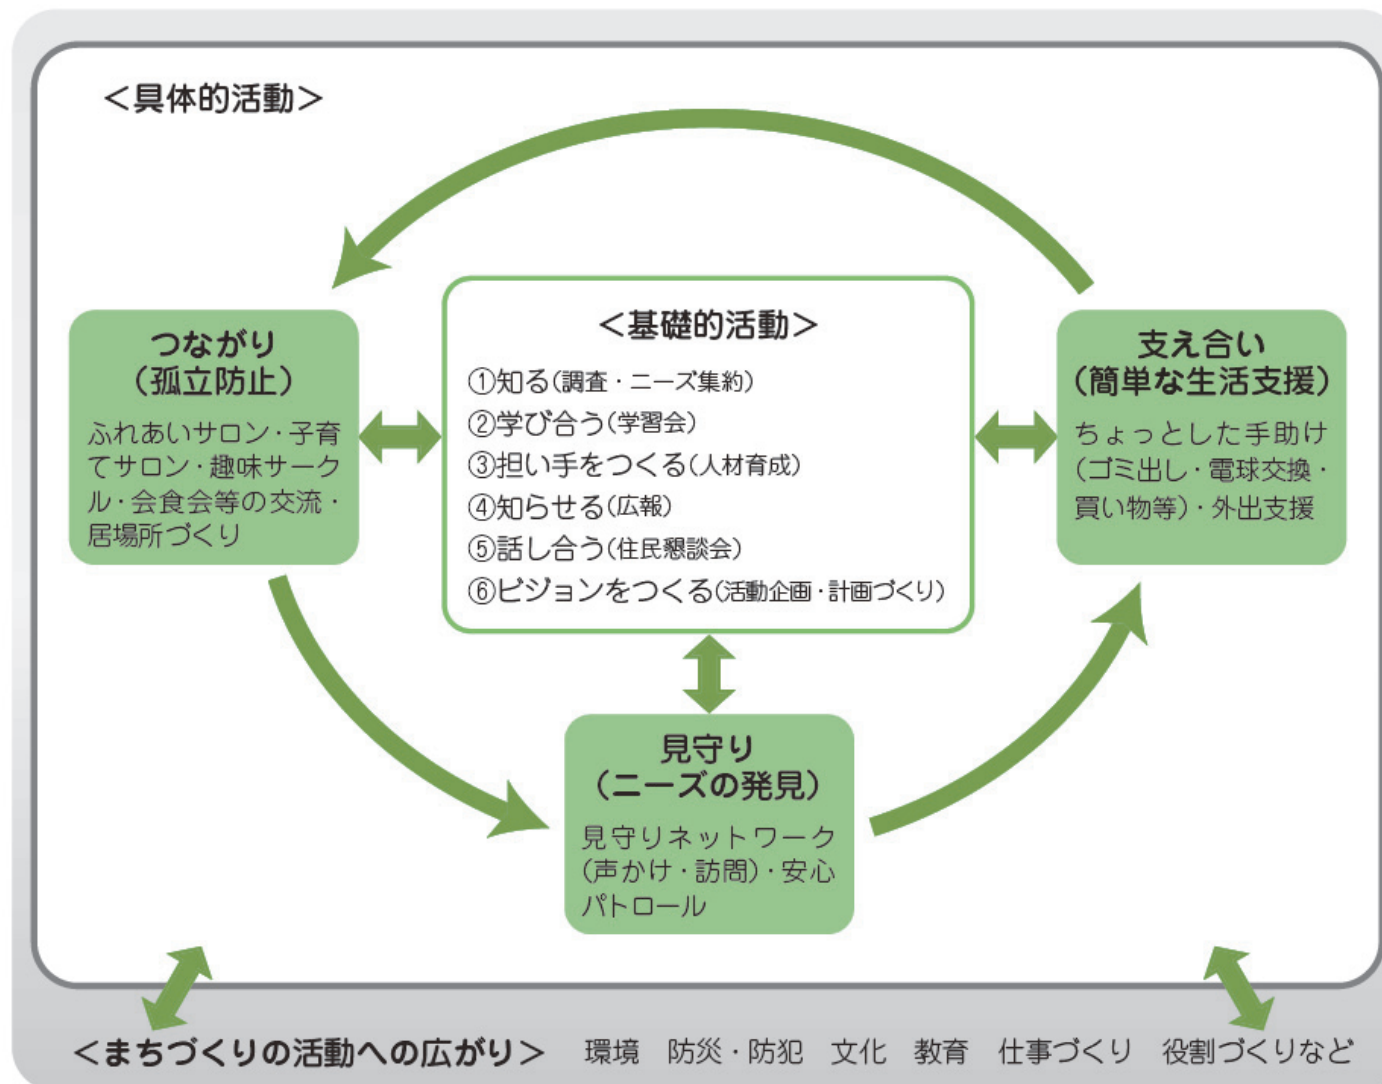 ＜具体的活動＞
つながり
（孤立防止）
ふれあいサロン・子育
てサロン・趣味サーク
ル・会食会等の交流・
居場所づくり
＜基礎的活動＞
①知る（調査・ニーズ集約）
②学び合う（学習会）
③担い手をつくる（人材育成）
④知らせる（広報）
⑤話し合う（住民懇談会）
⑥ビジョンをつくる（活動企画・計画づくり）
支え合い
（簡単な生活支援）
ちょっとした手助け
（ゴミ出し・電球交換・
買い物等）・外出支援
見守り
（ニーズの発見）
見守りネットワーク
（声かけ・訪問）・安心
パトロール
＜まちづくりの活動への広がり＞　環境　防災・防犯　文化　教育　仕事づくり　役割づくりなど